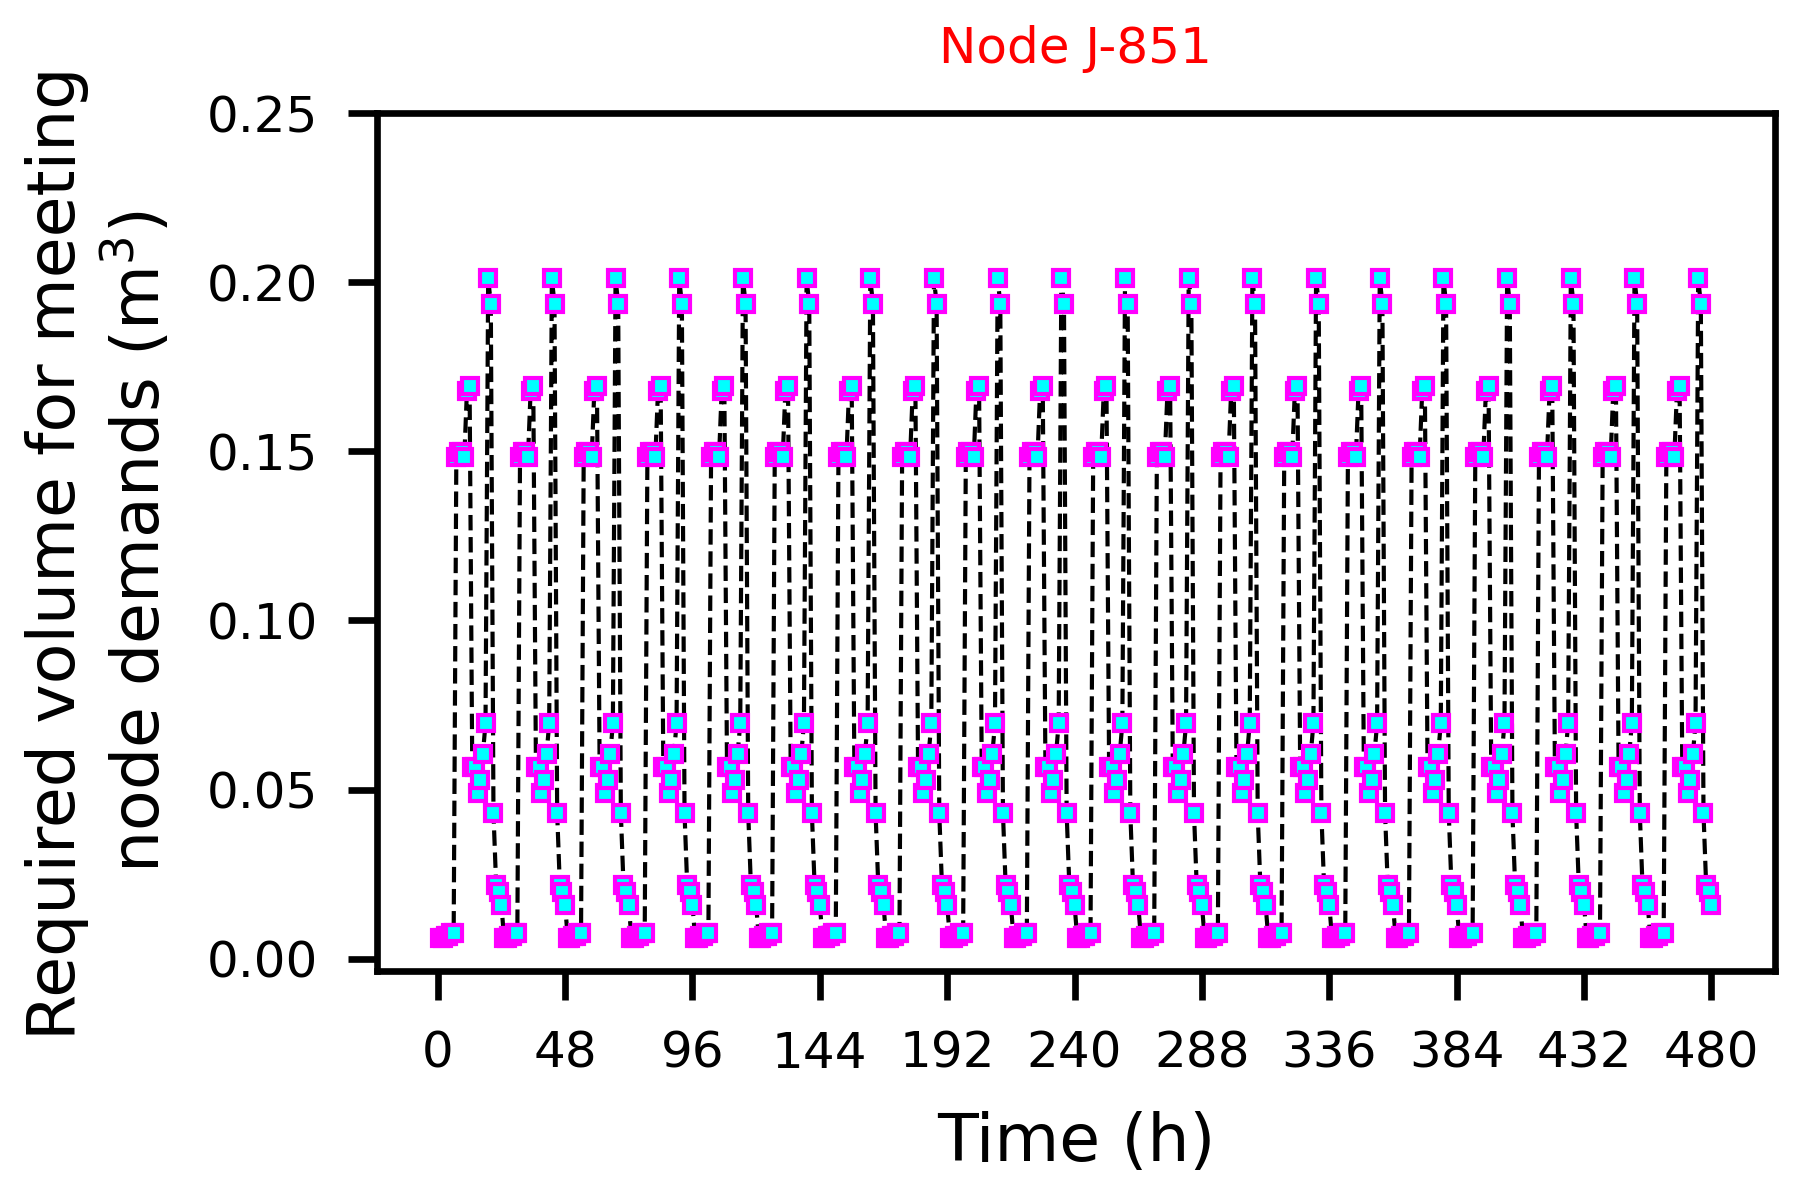 Node J-851
Required volume for meeting
node demands (m³)
0.25
0.20
0.15
0.10
0.05
0.00
0 48 96 144 192 240 288 336 384 432 480
Time (h)